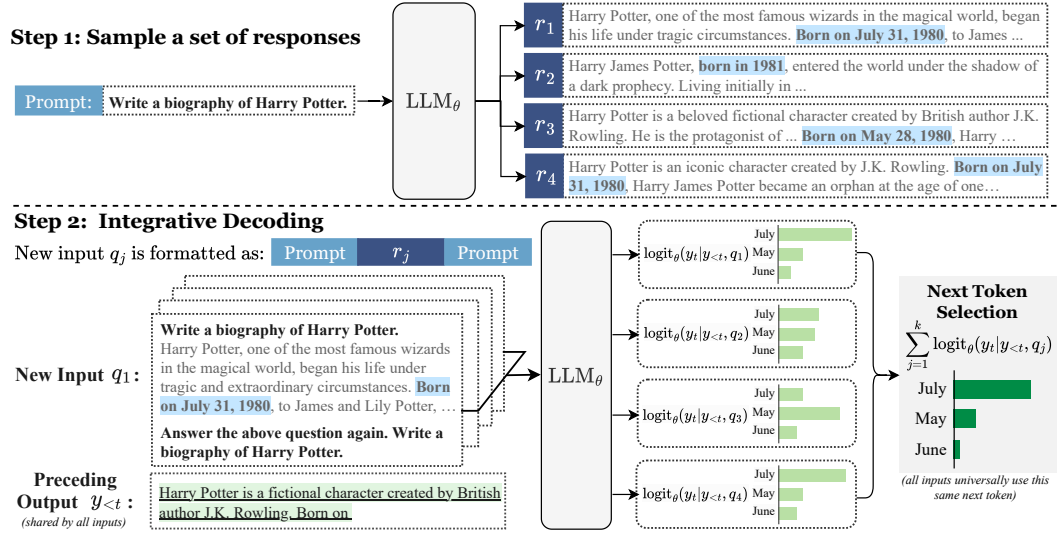 Step 1: Sample a set of responses
Prompt: Write a biography of Harry Potter.
LLMθ
r1
Harry Potter, one of the most famous wizards in the magical world, began
his life under tragic circumstances. Born on July 31, 1980, to James ...
r2
Harry James Potter, born in 1981, entered the world under the shadow of
a dark prophecy. Living initially in ...
r3
Harry Potter is a beloved fictional character created by British author J.K.
Rowling. He is the protagonist of ... Born on May 28, 1980, Harry ...
r4
Harry Potter is an iconic character created by J.K. Rowling. Born on July
31, 1980, Harry James Potter became an orphan at the age of one...
Step 2: Integrative Decoding
New input qj is formatted as: Prompt rj Prompt
New Input q1:
Write a biography of Harry Potter.
Harry Potter, one of the most famous wizards
in the magical world, began his life under
tragic and extraordinary circumstances. Born
on July 31, 1980, to James and Lily Potter, ...
Answer the above question again. Write a
biography of Harry Potter.
Preceding
Output y<t :
(shared by all inputs)
Harry Potter is a fictional character created by British
author J.K. Rowling, Born on
LLMθ
logitθ(yt|y<t, q1)
July
May
June
logitθ(yt|y<t, q2)
July
May
June
logitθ(yt|y<t, q3)
July
May
June
logitθ(yt|y<t, q4)
July
May
June
Next Token
Selection
∑_{j=1}^{k} logitθ(yt|y<t, qj)
July
May
June
(all inputs universally use this
same next token)